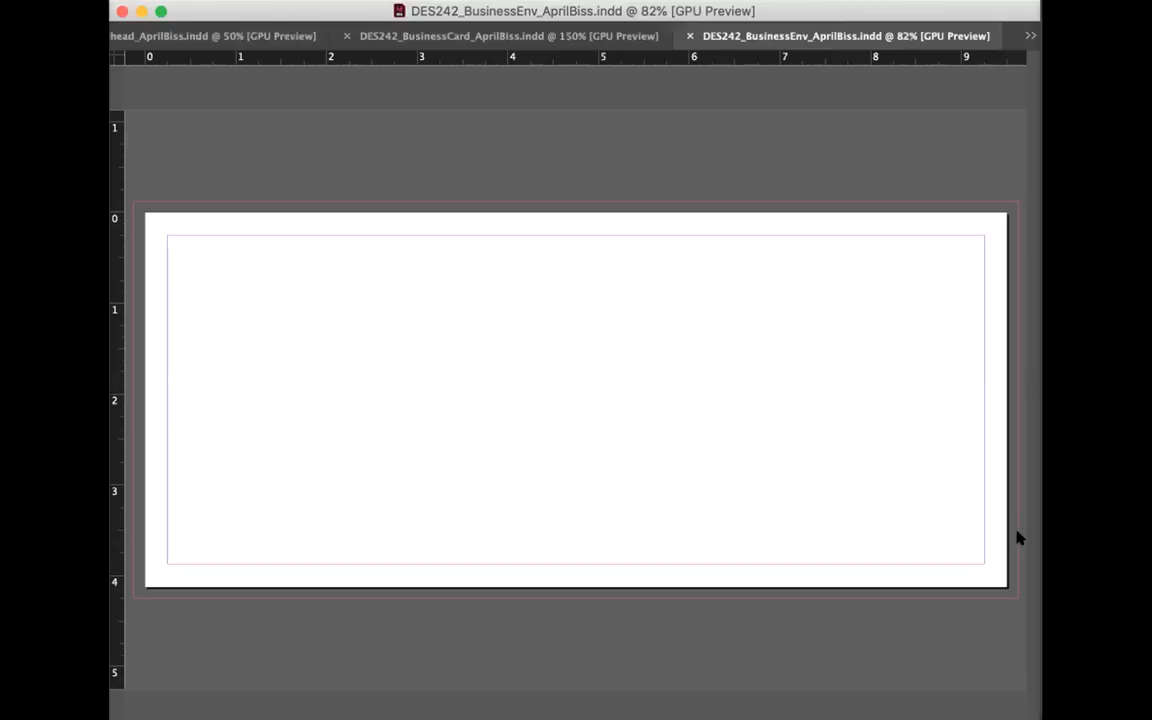 DES242_BusinessEnv_AprilBiss.indd @ 82% [GPU Preview]
head_AprilBiss.indd @ 50% [GPU Preview] × DES242_BusinessCard_AprilBiss.indd @ 150% [GPU Preview] × DES242_BusinessEnv_AprilBiss.indd @ 82% [GPU Preview] >>
0 1 2 3 4 5 6 7 8 9
1
0
1
2
3
4
5